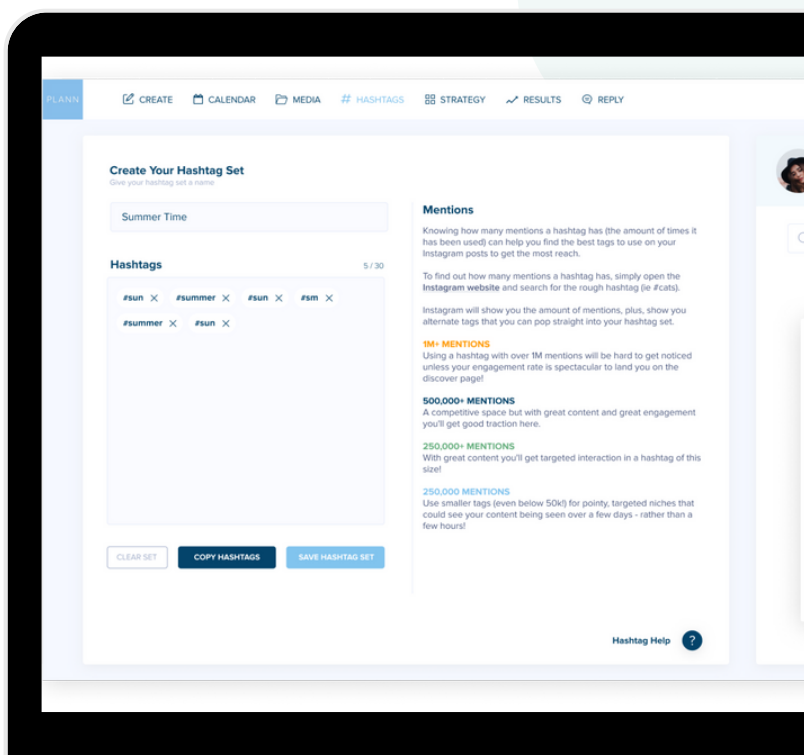 PLANN
CREATE
CALENDAR
MEDIA
# HASHTAGS
STRATEGY
RESULTS
REPLY
Create Your Hashtag Set
Give your hashtag set a name
Summer Time
Hashtags
5 / 30
#sun X #summer X #sun X #sm X
#summer X #sun X
CLEAR SET
COPY HASHTAGS
SAVE HASHTAG SET
Mentions
Knowing how many mentions a hashtag has (the amount of times it
has been used) can help you find the best tags to use on your
Instagram posts to get the most reach.
To find out how many mentions a hashtag has, simply open the
Instagram website and search for the rough hashtag (ie #cats).
Instagram will show you the amount of mentions, plus, show you
alternate tags that you can pop straight into your hashtag set.
1M+ MENTIONS
Using a hashtag with over 1M mentions will be hard to get noticed
unless your engagement rate is spectacular to land you on the
discover page!
500,000+ MENTIONS
A competitive space but with great content and great engagement
you'll get good traction here.
250,000+ MENTIONS
With great content you'll get targeted interaction in a hashtag of this
size!
250,000 MENTIONS
Use smaller tags (even below 50k!) for pointy, targeted niches that
could see your content being seen over a few days - rather than a
few hours!
Hashtag Help ?